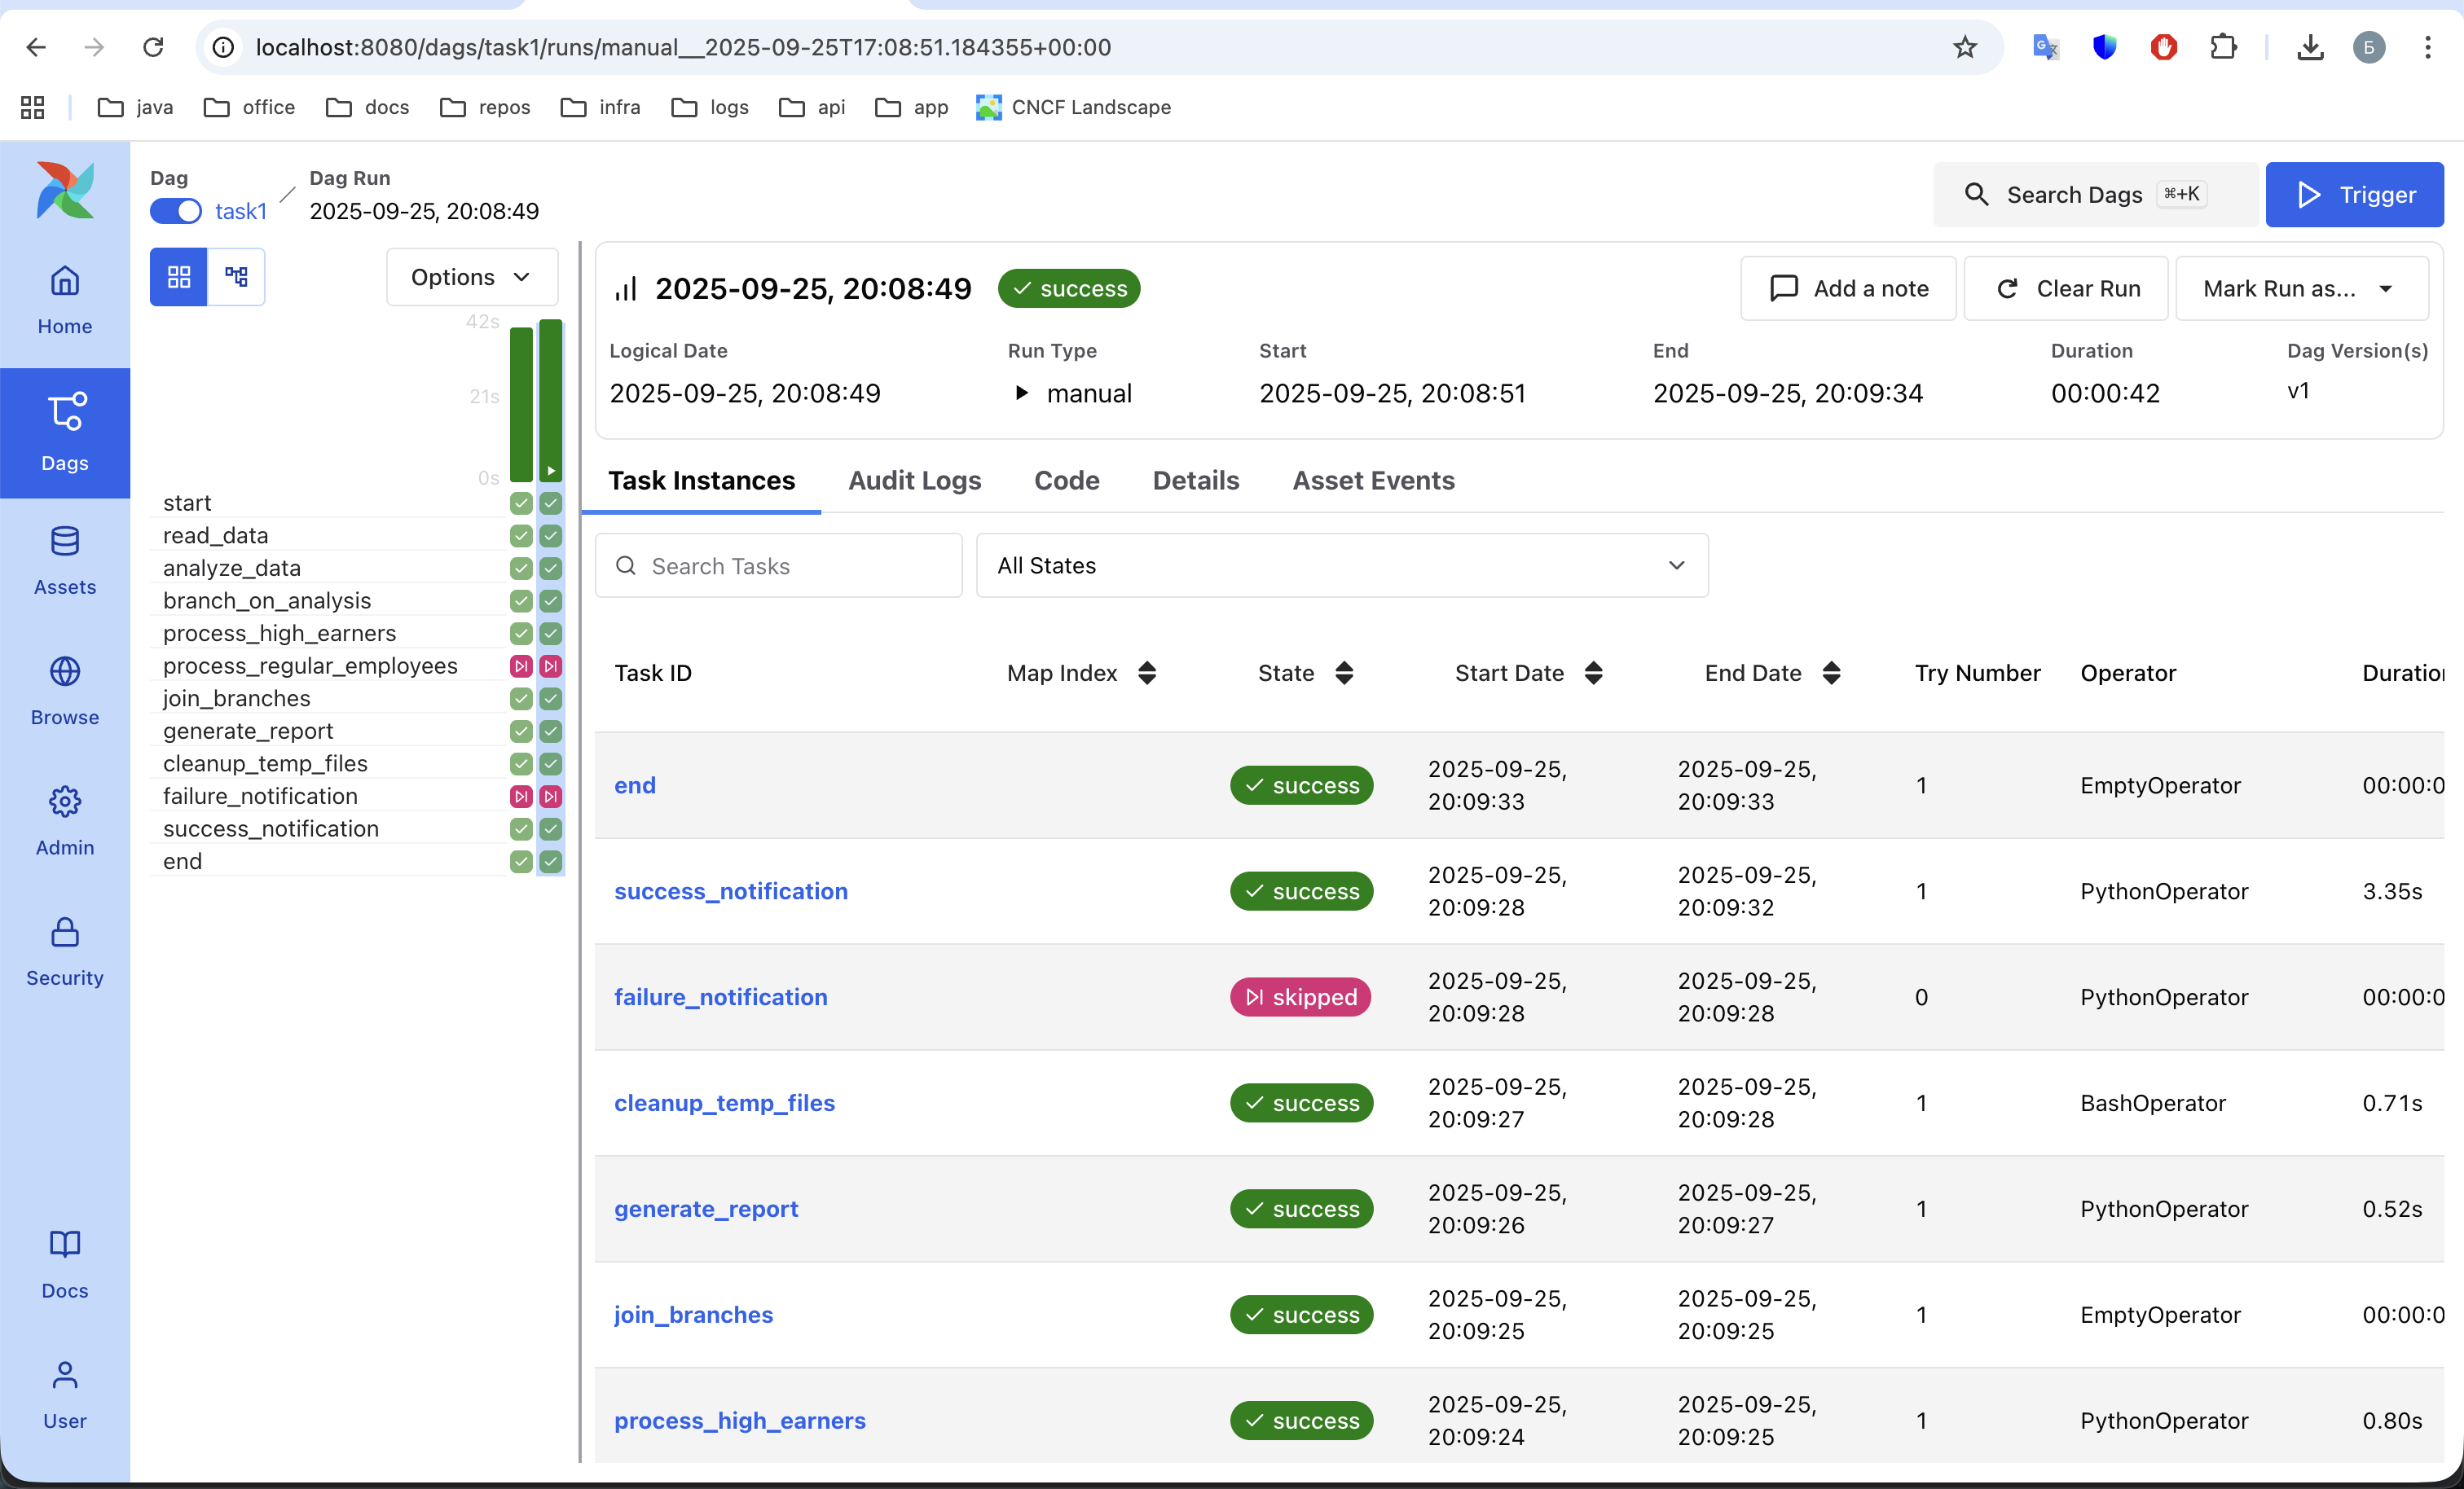 localhost:8080/dags/task1/runs/manual__2025-09-25T17:08:51.184355+00:00
Б
java office docs repos infra logs api app CNCF Landscape
Dag
task1
Dag Run
2025-09-25, 20:08:49
Search Dags ⌘+K
Trigger
Home
Dags
Assets
Browse
Admin
Security
Docs
User
Options
42s
21s
0s
start
read_data
analyze_data
branch_on_analysis
process_high_earners
process_regular_employees
join_branches
generate_report
cleanup_temp_files
failure_notification
success_notification
end
2025-09-25, 20:08:49 success
Add a note
Clear Run
Mark Run as...
Logical Date Run Type Start End Duration Dag Version(s)
2025-09-25, 20:08:49 manual 2025-09-25, 20:08:51 2025-09-25, 20:09:34 00:00:42 v1
Task Instances Audit Logs Code Details Asset Events
Search Tasks
All States
Task ID Map Index State Start Date End Date Try Number Operator Duration
end success 2025-09-25, 20:09:33 2025-09-25, 20:09:33 1 EmptyOperator 00:00:0
success_notification success 2025-09-25, 20:09:28 2025-09-25, 20:09:32 1 PythonOperator 3.35s
failure_notification skipped 2025-09-25, 20:09:28 2025-09-25, 20:09:28 0 PythonOperator 00:00:0
cleanup_temp_files success 2025-09-25, 20:09:27 2025-09-25, 20:09:28 1 BashOperator 0.71s
generate_report success 2025-09-25, 20:09:26 2025-09-25, 20:09:27 1 PythonOperator 0.52s
join_branches success 2025-09-25, 20:09:25 2025-09-25, 20:09:25 1 EmptyOperator 00:00:0
process_high_earners success 2025-09-25, 20:09:24 2025-09-25, 20:09:25 1 PythonOperator 0.80s